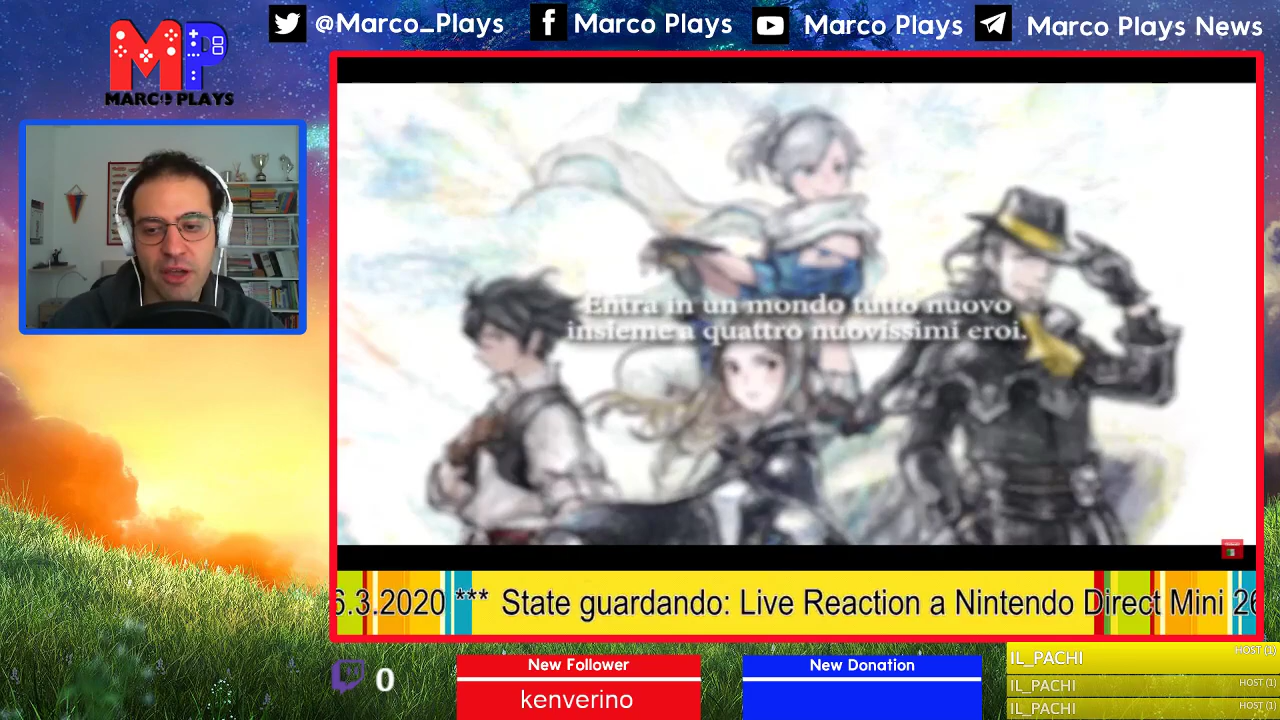 @Marco_Plays
Marco Plays
Marco Plays
Marco Plays News
MP
MARCO PLAYS
Entra in un mondo tutto nuovo
insieme a quattro nuovissimi eroi.
6.3.2020 *** State guardando: Live Reaction a Nintendo Direct Mini 26
0
New Follower
kenverino
New Donation
IL_PACHI
HOST (1)
IL_PACHI
HOST (1)
IL_PACHI
HOST (1)